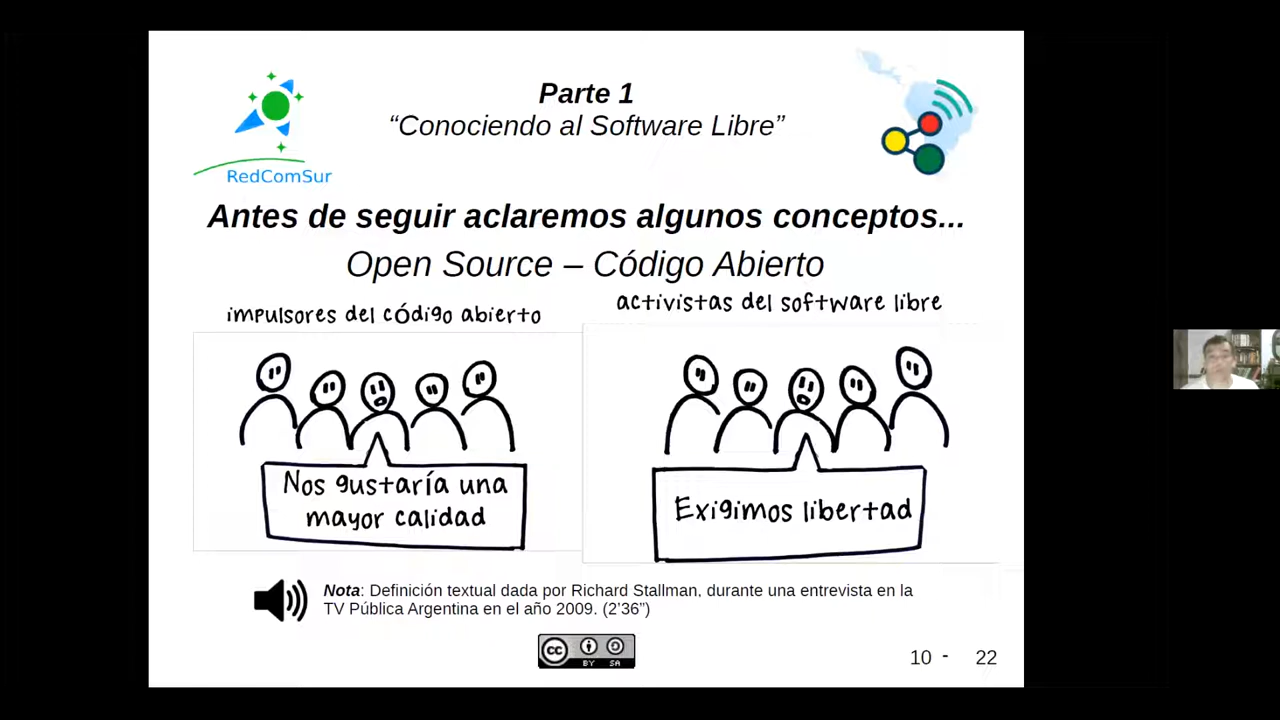 Parte 1
“Conociendo al Software Libre”
RedComSur
Antes de seguir aclaremos algunos conceptos...
Open Source – Código Abierto
impulsores del código abierto
activistas del software libre
Nos gustaría una
mayor calidad
Exigimos libertad
Nota: Definición textual dada por Richard Stallman, durante una entrevista en la
TV Pública Argentina en el año 2009. (2’36”)
cc BY SA
10 - 22